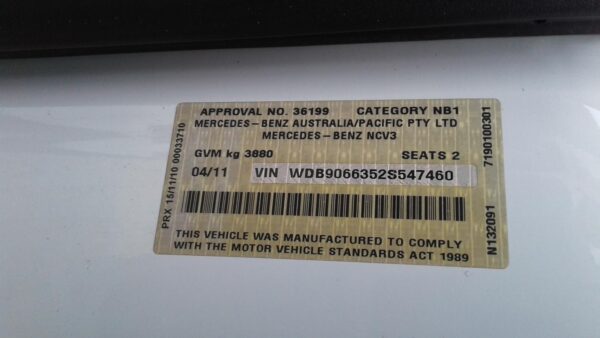 APPROVAL NO. 36199 CATEGORY NB1
MERCEDES-BENZ AUSTRALIA/PACIFIC PTY LTD
MERCEDES-BENZ NCV3
GVM kg 3880 SEATS 2
04/11 VIN WDB9066352S547460
THIS VEHICLE WAS MANUFACTURED TO COMPLY
WITH THE MOTOR VEHICLE STANDARDS ACT 1989
PRX 15/11/10 00033710
7190100301
N132091